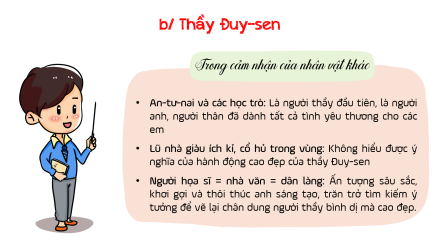 b/ Thầy Đuy-sen
Trong cảm nhận của nhân vật khác
• An-tư-nai và các học trò: Là người thầy đầu tiên, là người
anh, người thân đã dành tất cả tình yêu thương cho các
em
• Lũ nhà giàu ích kỉ, cổ hủ trong vùng: Không hiểu được ý
nghĩa của hành động cao đẹp của thầy Đuy-sen
• Người họa sĩ = nhà văn = dân làng: Ấn tượng sâu sắc,
khơi gợi và thôi thúc anh sáng tạo, trăn trở tìm kiếm ý
tưởng để vẽ lại chân dung người thầy bình dị mà cao đẹp.